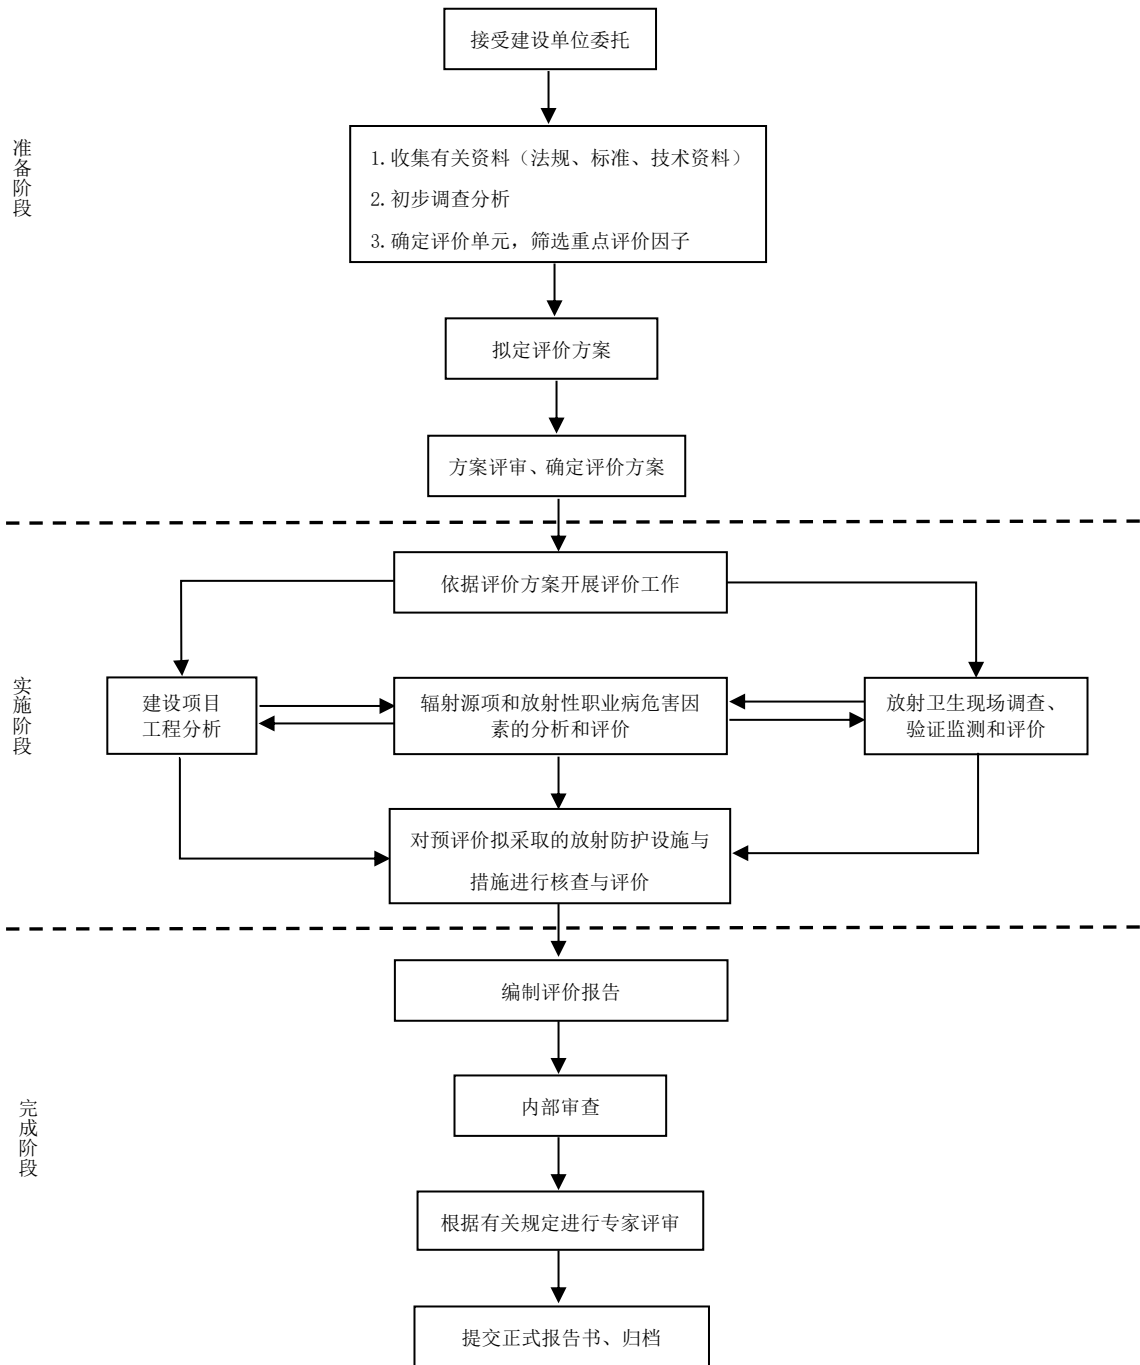 接受建设单位委托
准备阶段
1.收集有关资料（法规、标准、技术资料）
2.初步调查分析
3.确定评价单元，筛选重点评价因子
拟定评价方案
方案评审、确定评价方案
依据评价方案开展评价工作
实施阶段
建设项目
工程分析
辐射源项和放射性职业病危害因
素的分析和评价
放射卫生现场调查、
验证监测和评价
对预评价拟采取的放射防护设施与
措施进行核查与评价
编制评价报告
完成阶段
内部审查
根据有关规定进行专家评审
提交正式报告书、归档